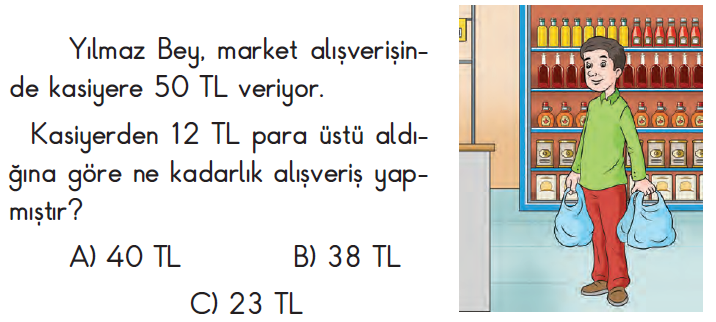 Yılmaz Bey, market alışverişin-
de kasiyere 50 TL veriyor.
Kasiyerden 12 TL para üstü aldı-
ğına göre ne kadarlık alışveriş yap-
mıştır?
A) 40 TL B) 38 TL
C) 23 TL